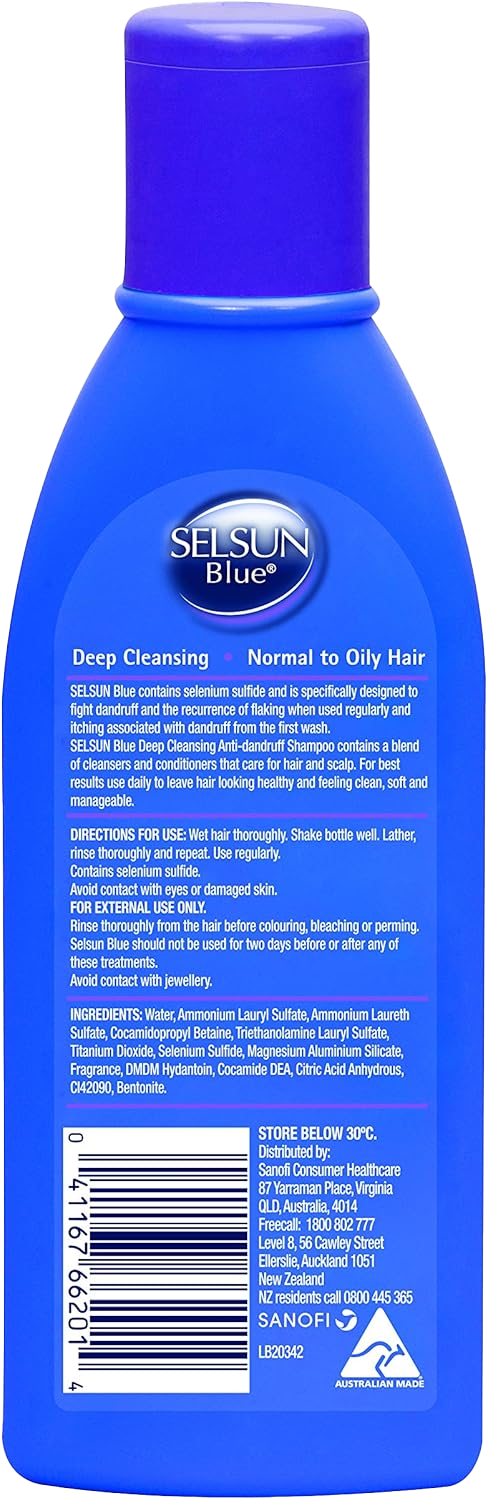 SELSUN
Blue®
Deep Cleansing • Normal to Oily Hair
SELSUN Blue contains selenium sulfide and is specifically designed to
fight dandruff and the recurrence of flaking when used regularly and
itching associated with dandruff from the first wash.
SELSUN Blue Deep Cleansing Anti-dandruff Shampoo contains a blend
of cleansers and conditioners that care for hair and scalp. For best
results use daily to leave hair looking healthy and feeling clean, soft and
manageable.
DIRECTIONS FOR USE: Wet hair thoroughly. Shake bottle well. Lather,
rinse thoroughly and repeat. Use regularly.
Contains selenium sulfide.
Avoid contact with eyes or damaged skin.
FOR EXTERNAL USE ONLY.
Rinse thoroughly from the hair before colouring, bleaching or perming.
Selsun Blue should not be used for two days before or after any of
these treatments.
Avoid contact with jewellery.
INGREDIENTS: Water, Ammonium Lauryl Sulfate, Ammonium Laureth
Sulfate, Cocamidopropyl Betaine, Triethanolamine Lauryl Sulfate,
Titanium Dioxide, Selenium Sulfide, Magnesium Aluminium Silicate,
Fragrance, DMDM Hydantoin, Cocamide DEA, Citric Acid Anhydrous,
CI42090, Bentonite.
0 41167 66201 4
STORE BELOW 30ºC.
Distributed by:
Sanofi Consumer Healthcare
87 Yarraman Place, Virginia
QLD, Australia, 4014
Freecall: 1800 802 777
Level 8, 56 Cawley Street
Ellerslie, Auckland 1051
New Zealand
NZ residents call 0800 445 365
SANOFI
LB20342
AUSTRALIAN MADE